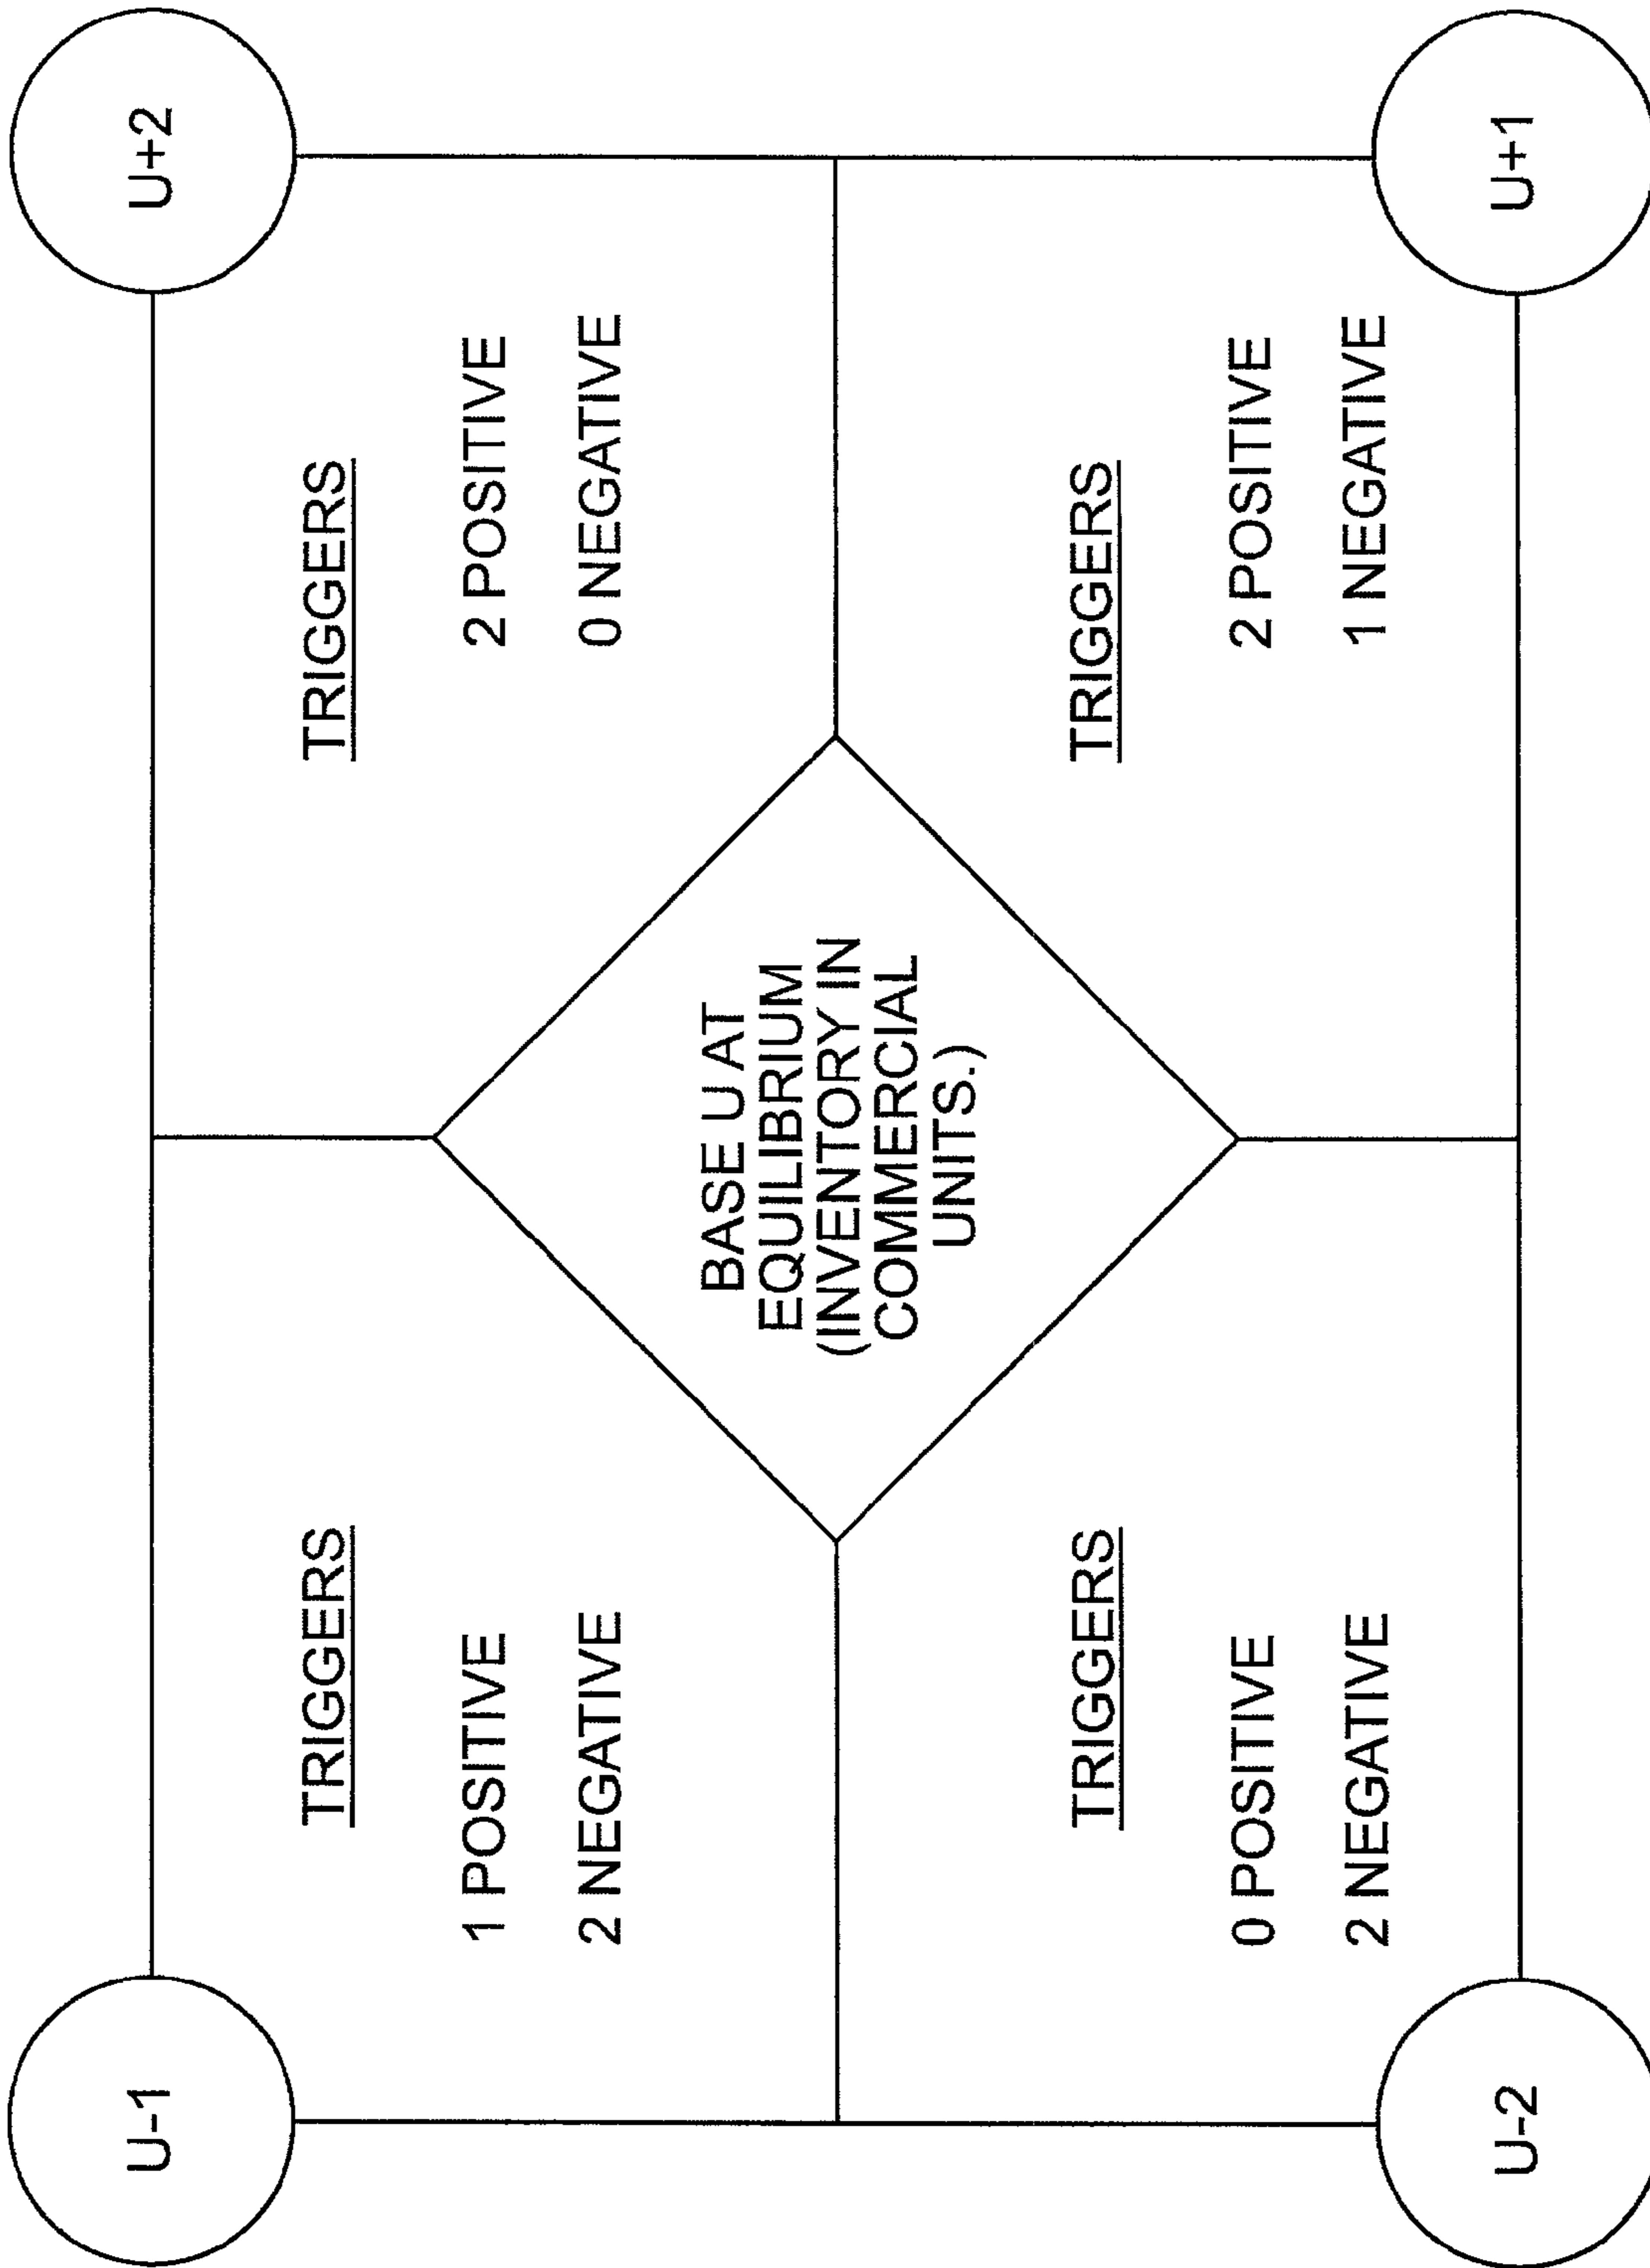 U-1
U+2
TRIGGERS
1 POSITIVE
2 NEGATIVE
TRIGGERS
2 POSITIVE
0 NEGATIVE
BASE U AT
EQUILIBRIUM
(INVENTORY IN
COMMERCIAL
UNITS.)
TRIGGERS
0 POSITIVE
2 NEGATIVE
TRIGGERS
2 POSITIVE
1 NEGATIVE
U-2
U+1